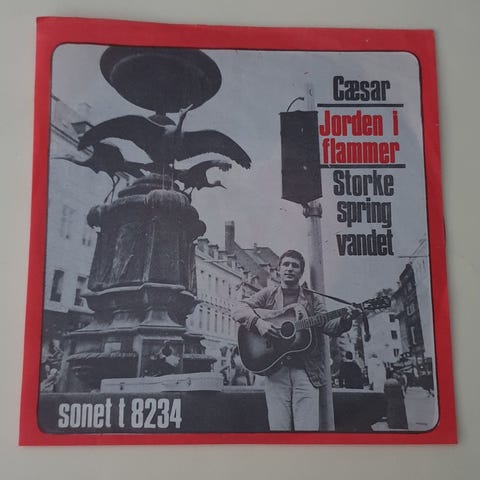 Cæsar
Jorden i
flammer
Storke
spring
vandet
sonet t 8234